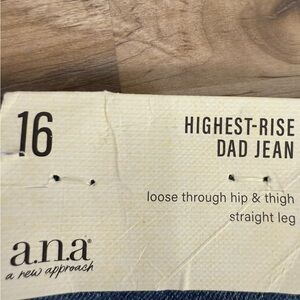 16
HIGHEST-RISE
DAD JEAN
loose through hip & thigh
straight leg
a.n.a®
a new approach